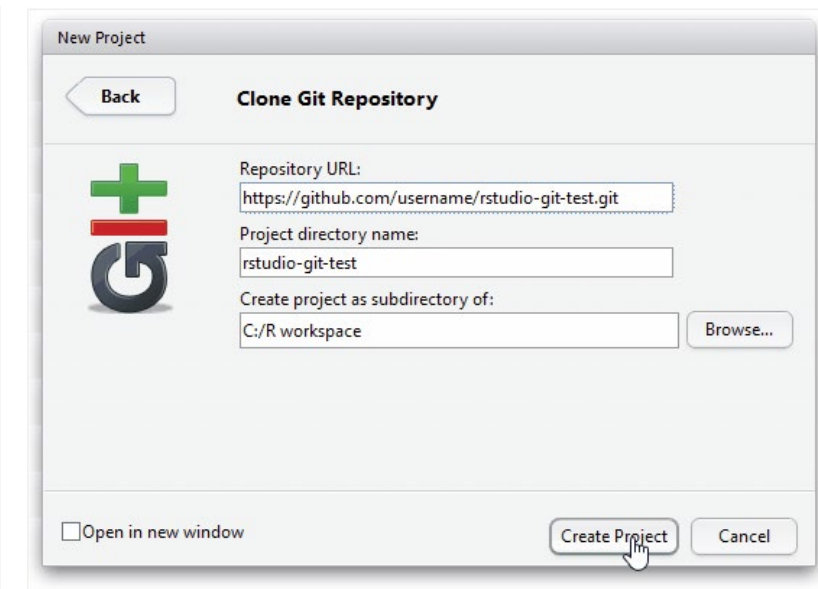 New Project
Back
Clone Git Repository
git
Repository URL:
https://github.com/username/rstudio-git-test.git
Project directory name:
rstudio-git-test
Create project as subdirectory of:
C:/R workspace
Browse...
Open in new window
Create Project
Cancel